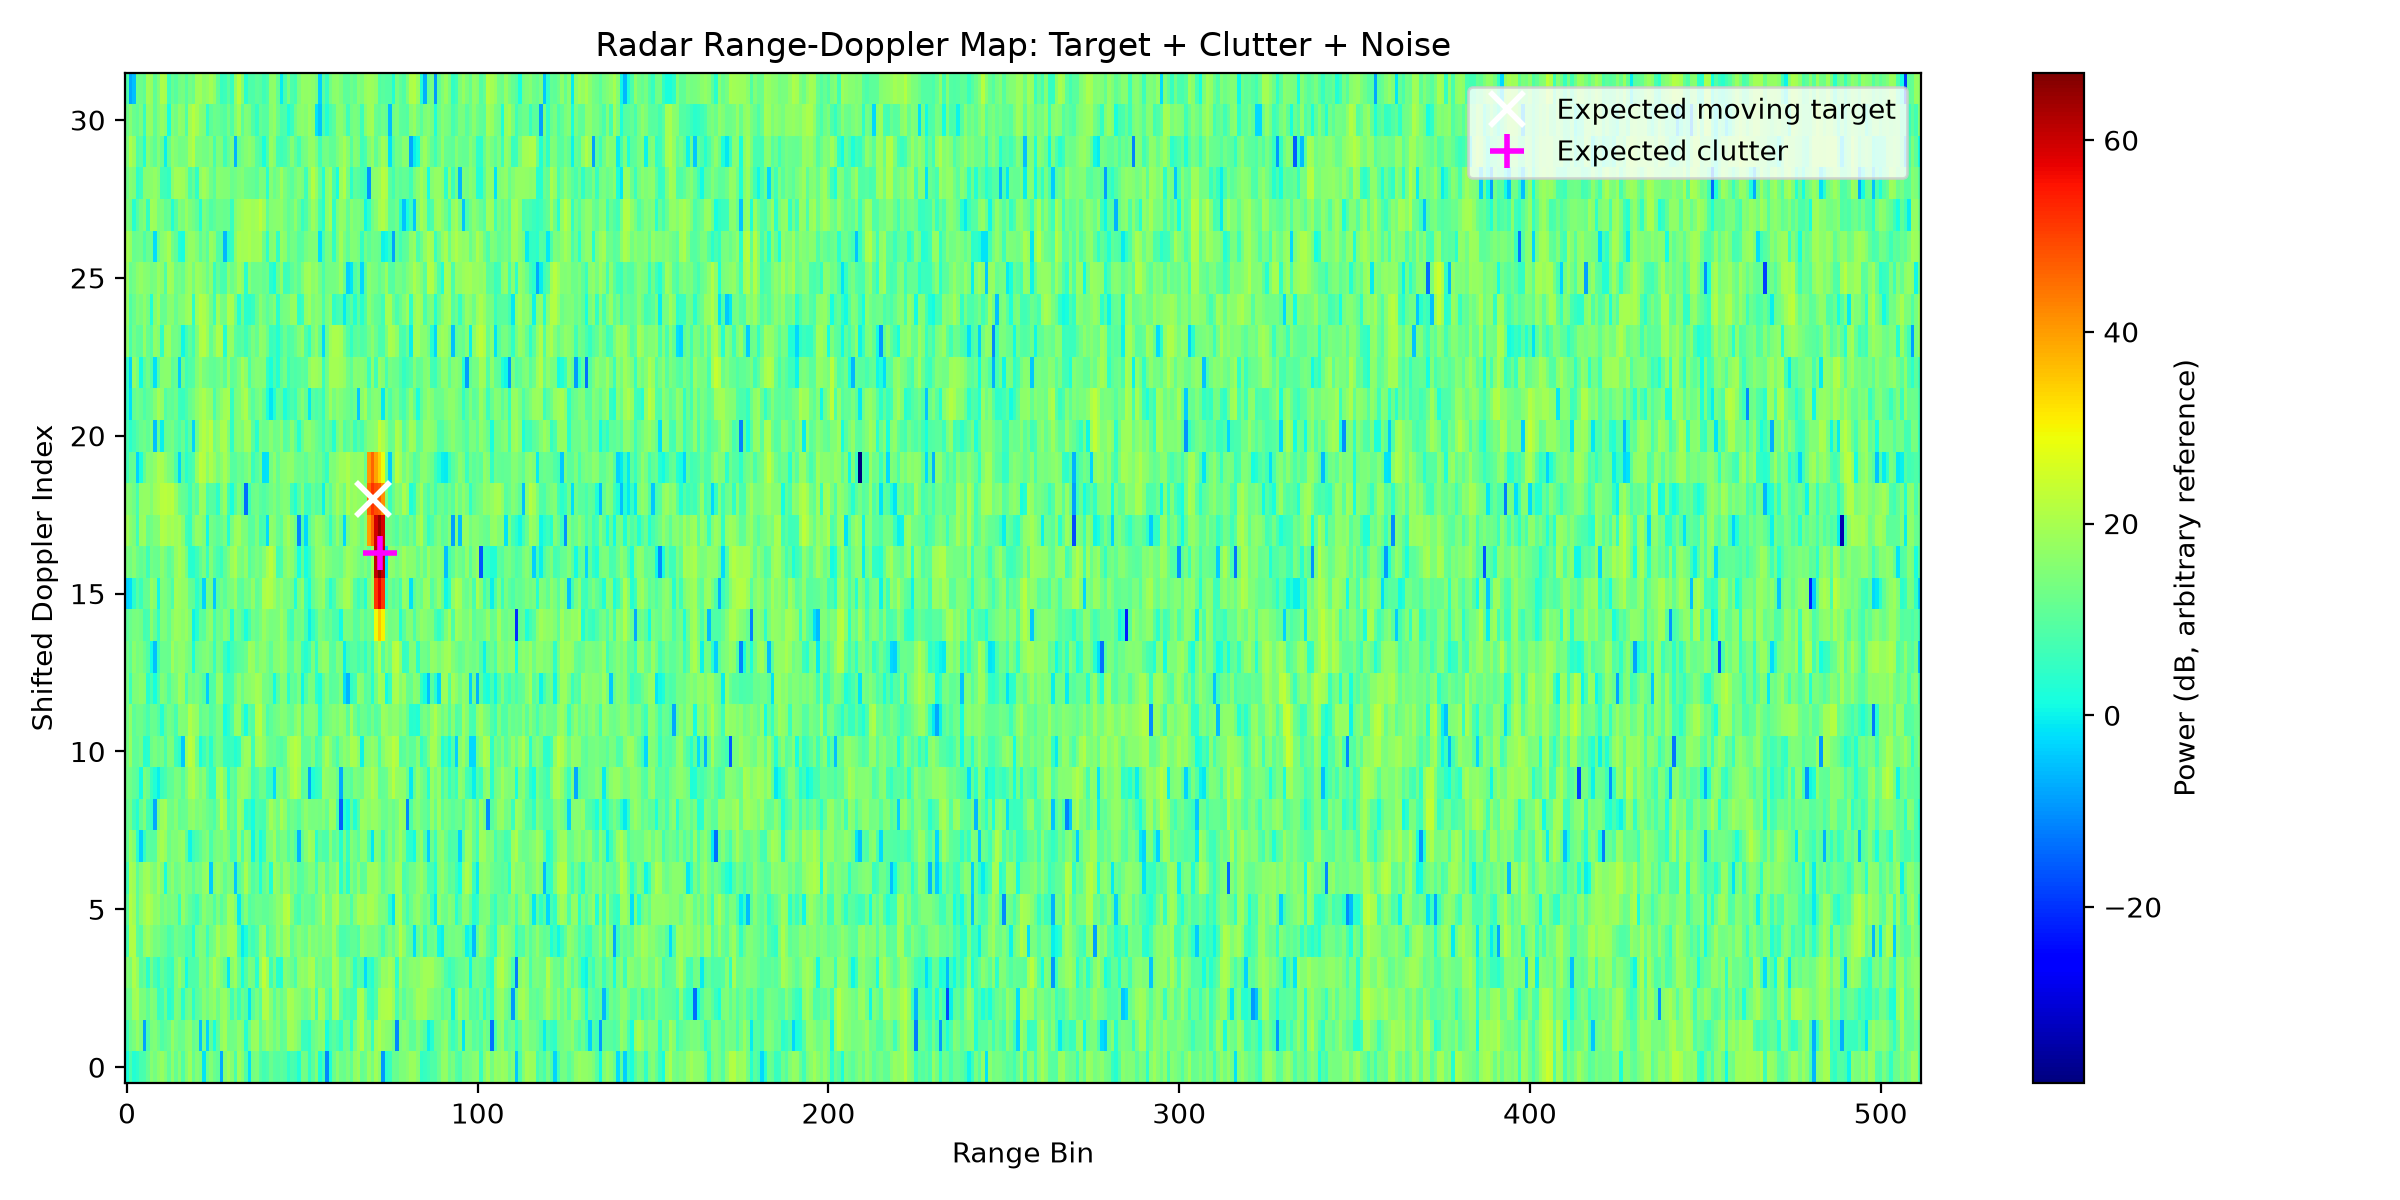 Radar Range-Doppler Map: Target + Clutter + Noise
Expected moving target
Expected clutter
Shifted Doppler Index
30
25
20
15
10
5
0
0 100 200 300 400 500
Range Bin
60
40
20
0
−20
Power (dB, arbitrary reference)